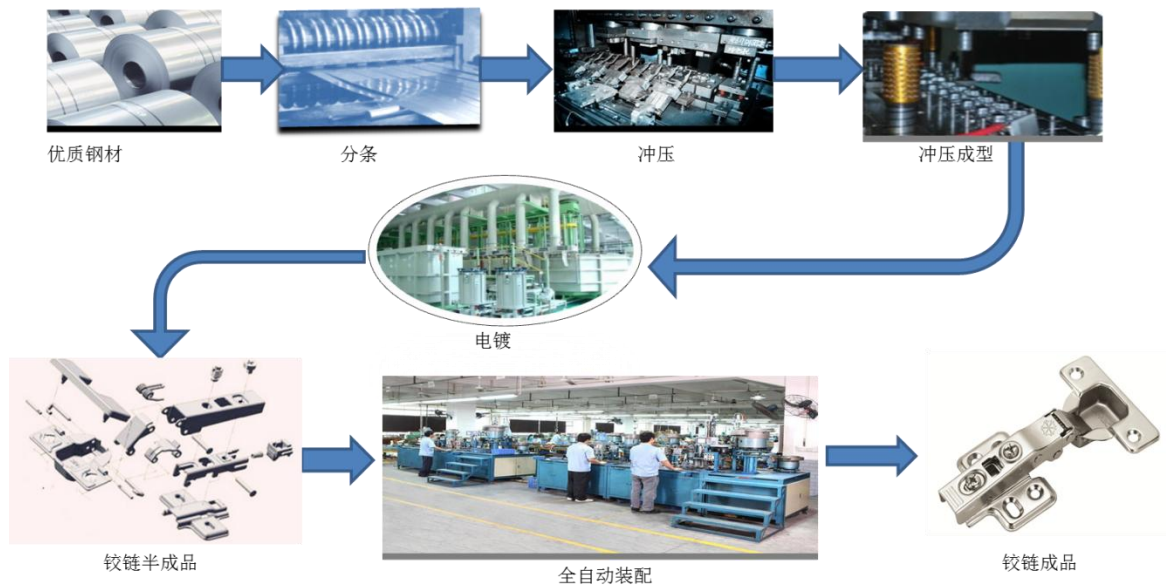 优质钢材
分条
冲压
冲压成型
电镀
铰链半成品
全自动装配
铰链成品